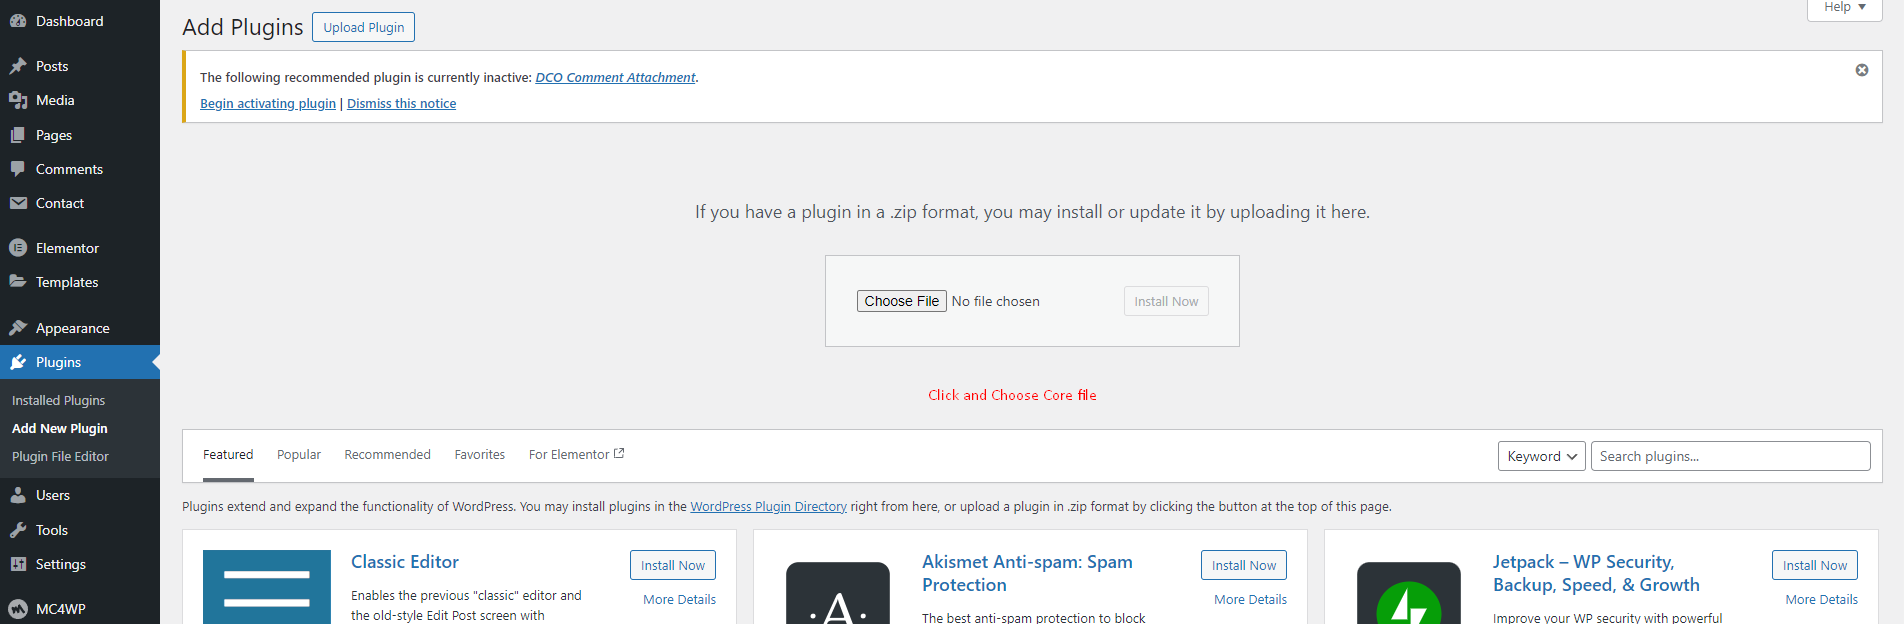 Dashboard
Posts
Media
Pages
Comments
Contact
Elementor
Templates
Appearance
Plugins
Installed Plugins
Add New Plugin
Plugin File Editor
Users
Tools
Settings
MC4WP
Add Plugins Upload Plugin
Help
The following recommended plugin is currently inactive: DCO Comment Attachment.
Begin activating plugin | Dismiss this notice
If you have a plugin in a .zip format, you may install or update it by uploading it here.
Choose File No file chosen Install Now
Click and Choose Core file
Featured Popular Recommended Favorites For Elementor Keyword Search plugins...
Plugins extend and expand the functionality of WordPress. You may install plugins in the WordPress Plugin Directory right from here, or upload a plugin in .zip format by clicking the button at the top of this page.
Classic Editor
Install Now
More Details
Enables the previous "classic" editor and
the old-style Edit Post screen with
·A·
Akismet Anti-spam: Spam
Protection
Install Now
More Details
The best anti-spam protection to block
Jetpack – WP Security,
Backup, Speed, & Growth
Install Now
More Details
Improve your WP security with powerful